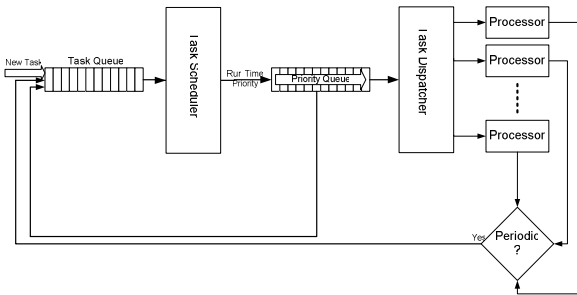 New Task
Task Queue
Task Scheduler
Run Time
Priority
Priority Queue
Task Dispatcher
Processor
Processor
Processor
Periodic
?
Yes